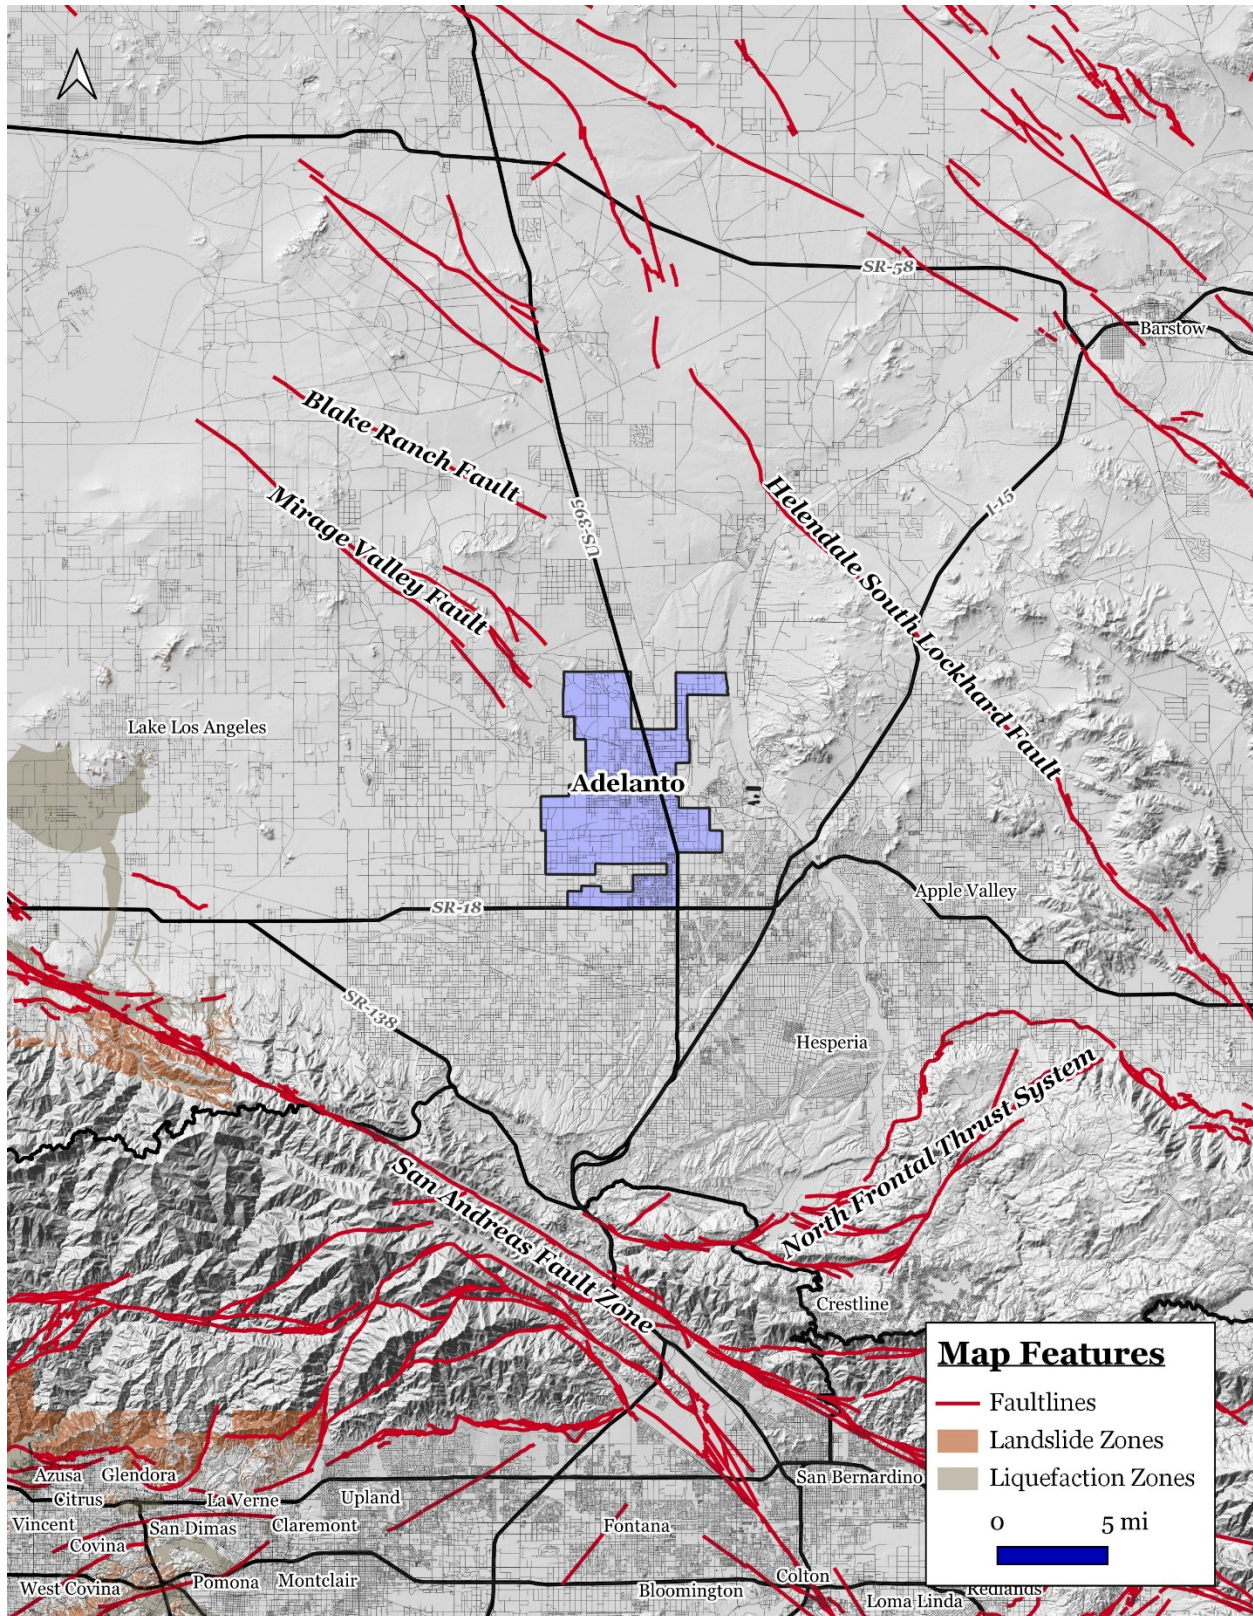 SR-58
Barstow
Blake Ranch Fault
Mirage Valley Fault
US-395
I-15
Helendale South Lockhard Fault
Lake Los Angeles
Adelanto
Apple Valley
SR-18
SR-138
Hesperia
North Frontal Thrust System
San Andreas Fault Zone
Crestline
Map Features
Faultlines
Landslide Zones
Liquefaction Zones
0 5 mi
Azusa
Glendora
San Bernardino
Citrus
La Verne
Upland
Vincent
San Dimas
Claremont
Fontana
Covina
West Covina
Pomona
Montclair
Bloomington
Colton
Loma Linda
Redlands